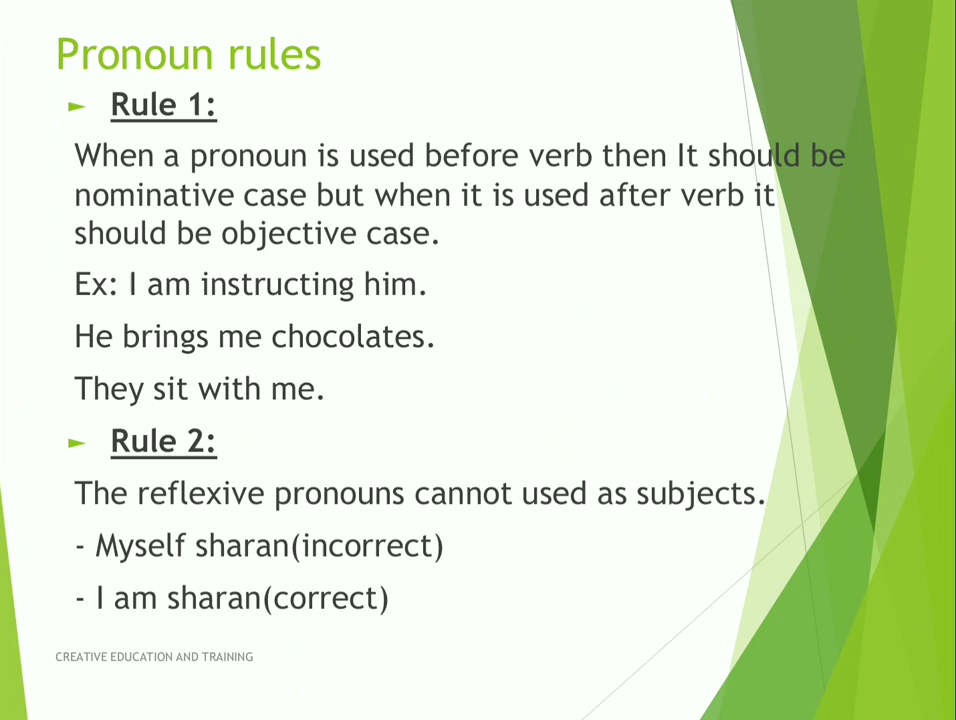 Pronoun rules
► Rule 1:
When a pronoun is used before verb then It should be
nominative case but when it is used after verb it
should be objective case.
Ex: I am instructing him.
He brings me chocolates.
They sit with me.
► Rule 2:
The reflexive pronouns cannot used as subjects.
- Myself sharan(incorrect)
- I am sharan(correct)
CREATIVE EDUCATION AND TRAINING